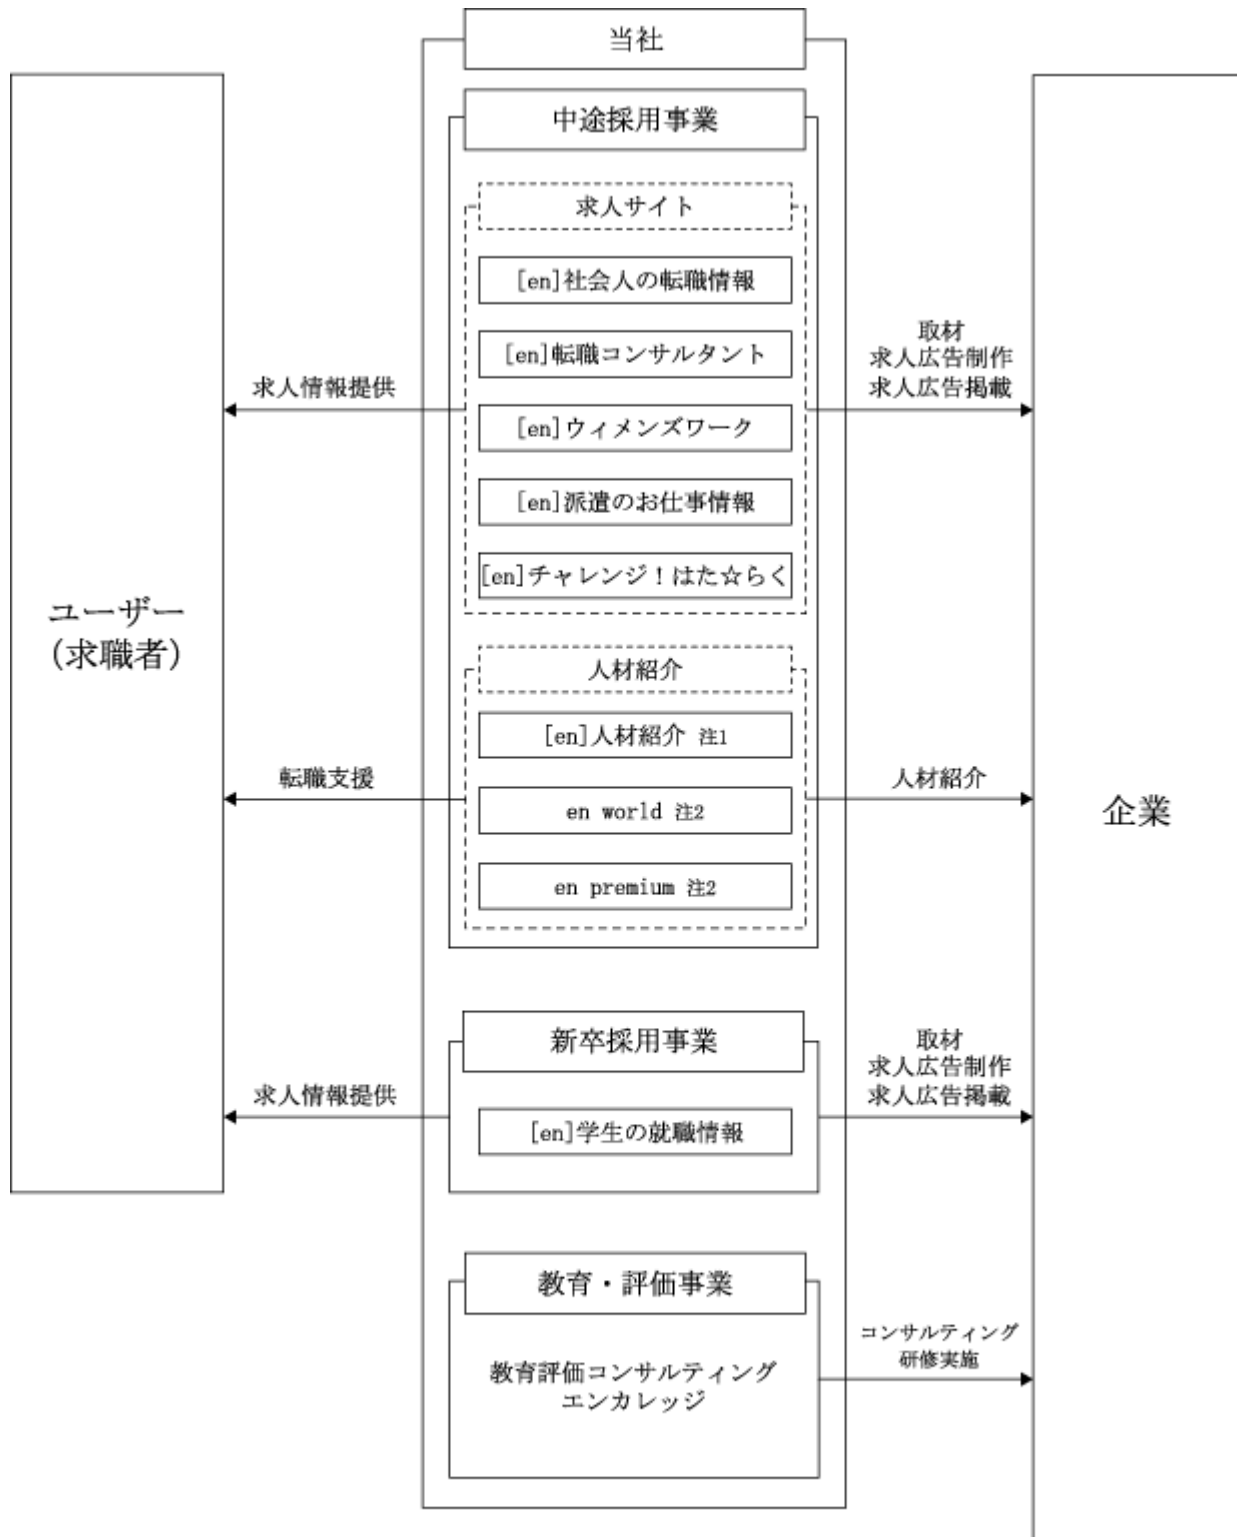 当社
中途採用事業
求人サイト
[en]社会人の転職情報
[en]転職コンサルタント
[en]ウィメンズワーク
[en]派遣のお仕事情報
[en]チャレンジ！はた☆らく
求人情報提供
取材
求人広告制作
求人広告掲載
ユーザー
(求職者)
人材紹介
[en]人材紹介 注1
en world 注2
en premium 注2
転職支援
人材紹介
企業
新卒採用事業
[en]学生の就職情報
求人情報提供
取材
求人広告制作
求人広告掲載
教育・評価事業
教育評価コンサルティング
エンカレッジ
コンサルティング
研修実施